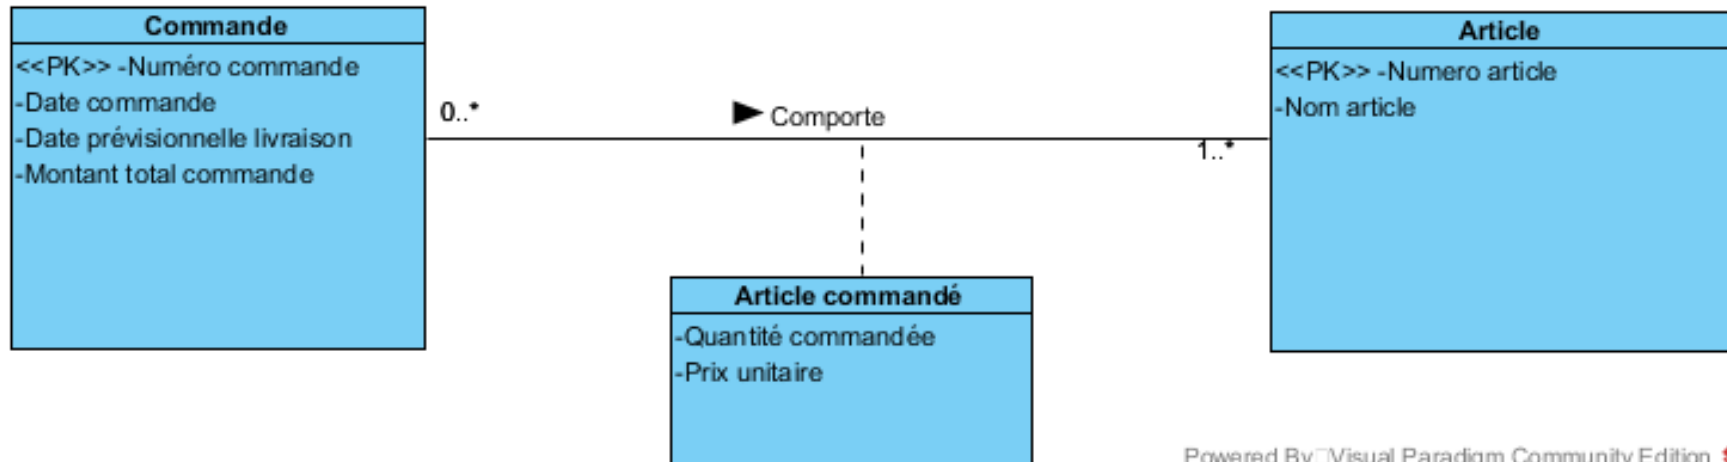 Commande
<<PK>> -Numéro commande
-Date commande
-Date prévisionnelle livraison
-Montant total commande
0..*
Comporte
1..*
Article
<<PK>> -Numero article
-Nom article
Article commandé
-Quantité commandée
-Prix unitaire
Powered By Visual Paradigm Community Edition